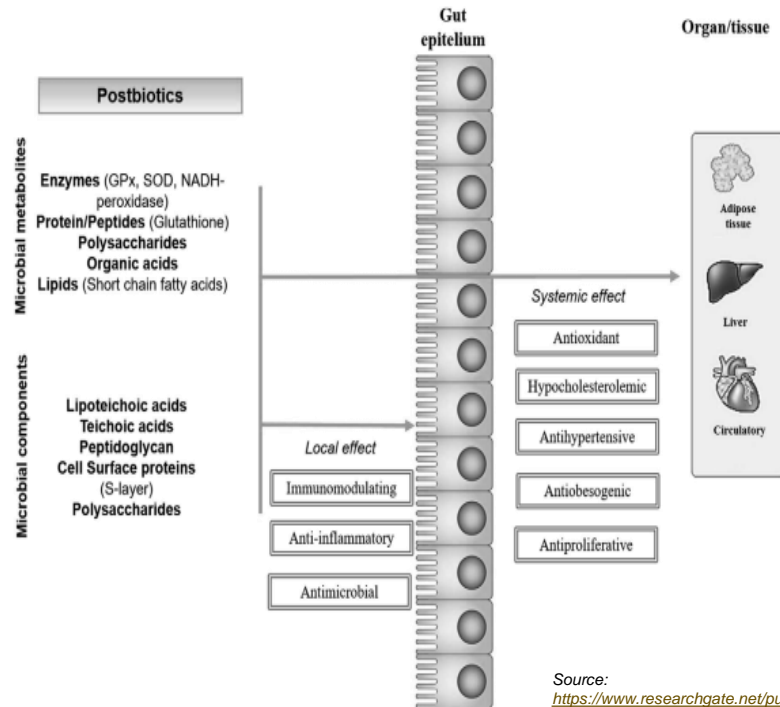 Gut
epitelium
Organ/tissue
Postbiotics
Microbial metabolites
Enzymes (GPx, SOD, NADH-
peroxidase)
Protein/Peptides (Glutathione)
Polysaccharides
Organic acids
Lipids (Short chain fatty acids)
Microbial components
Lipoteichoic acids
Teichoic acids
Peptidoglycan
Cell Surface proteins
(S-layer)
Polysaccharides
Local effect
Immunomodulating
Anti-inflammatory
Antimicrobial
Systemic effect
Antioxidant
Hypocholesterolemic
Antihypertensive
Antiobesogenic
Antiproliferative
Adipose
tissue
Liver
Circulatory
Source:
https://www.researchgate.net/pu